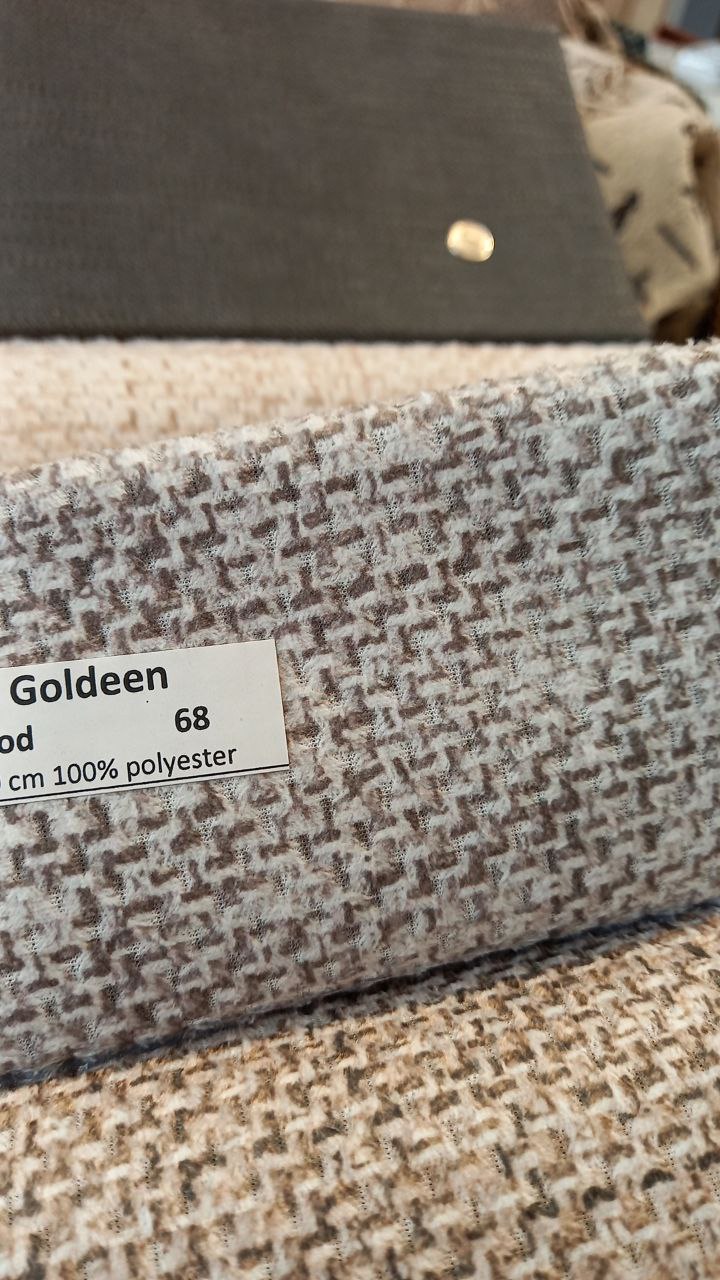 Goldeen
od 68
cm 100% polyester